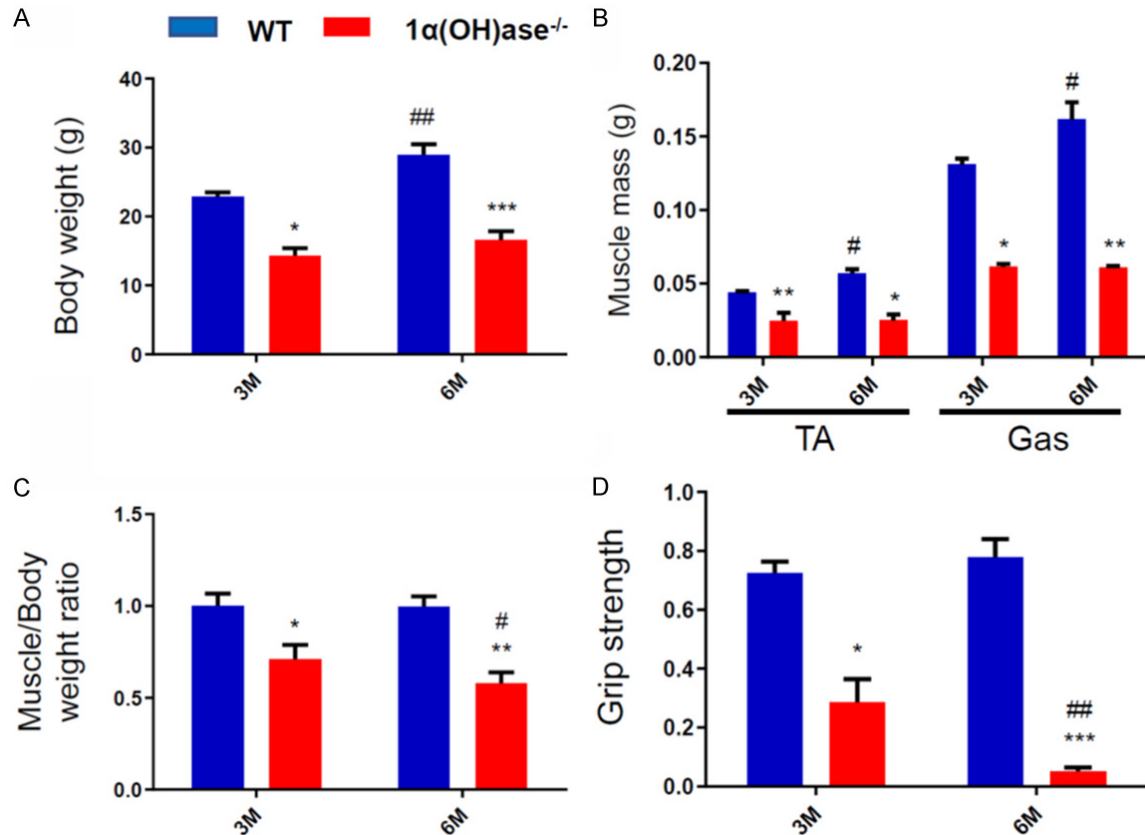 A
WT
1α(OH)ase-/-
Body weight (g)
40
30
20
10
0
*
##
***
3M
6M
B
Muscle mass (g)
0.20
0.15
0.10
0.05
0.00
**
#
*
*
#
**
3M
6M
3M
6M
TA
Gas
C
Muscle/Body
weight ratio
1.5
1.0
0.5
0.0
*
#
**
3M
6M
D
Grip strength
1.0
0.8
0.6
0.4
0.2
0.0
*
##
***
3M
6M